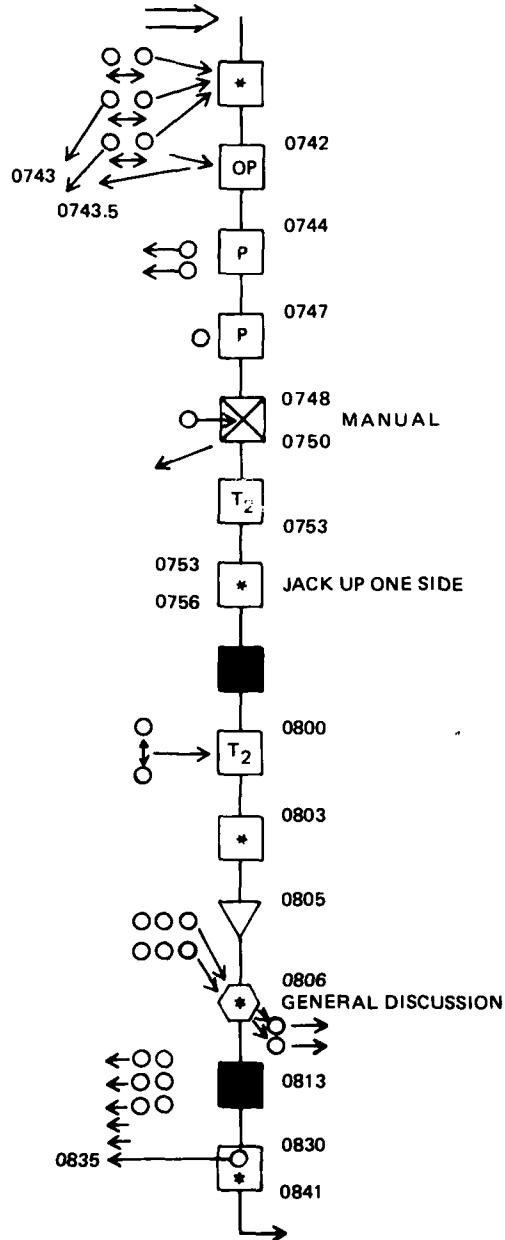 *
0742
OP
0743
0743.5
0744
P
0747
P
0748
MANUAL
0750
T2
0753
0753
* JACK UP ONE SIDE
0756
0800
T2
0803
*
0805
0806
* GENERAL DISCUSSION
0813
0830
0835
*
0841